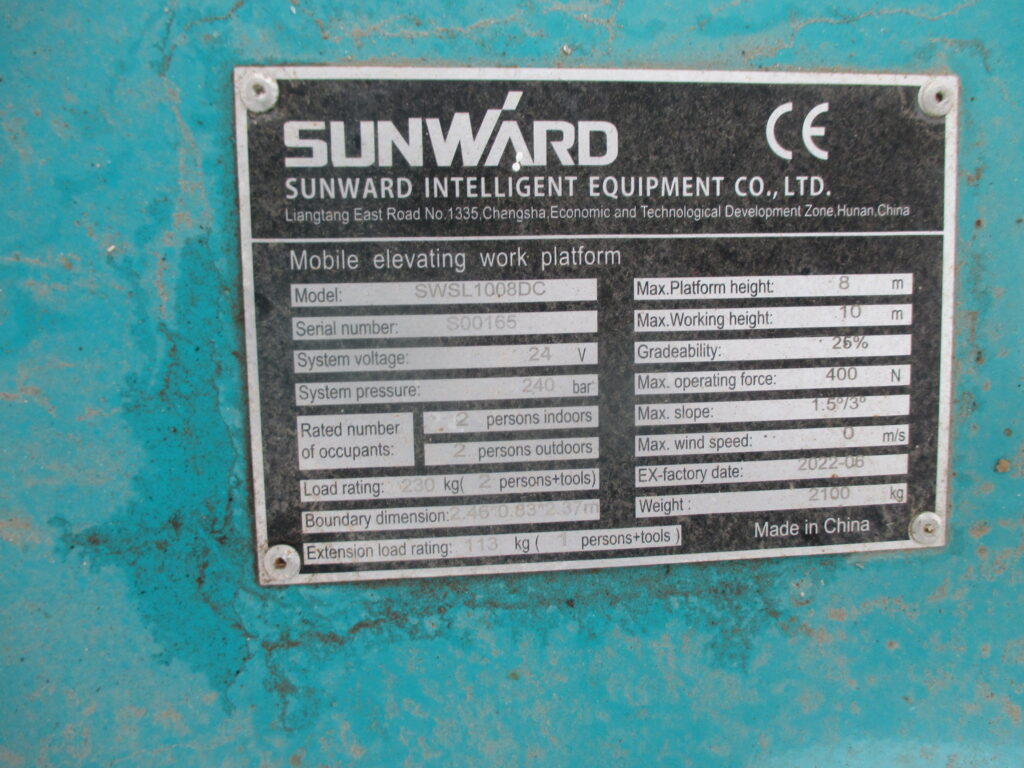 SUNWARD
CE
SUNWARD INTELLIGENT EQUIPMENT CO.,LTD.
Liangtang East Road No.1335,Chengsha,Economic and Technological Development Zone,Hunan,China
Mobile elevating work platform
Model: SWSL1008DC
Serial number: S00165
System voltage: 24 V
System pressure: 240 bar
Rated number of occupants:
2 persons indoors
2 persons outdoors
Load rating: 230 kg( 2 persons+tools)
Boundary dimension: 2.46*0.83*2.37m
Extension load rating: 113 kg ( 1 persons+tools )
Max.Platform height: 8 m
Max.Working height: 10 m
Gradeability: 25%
Max. operating force: 400 N
Max. slope: 1.5°/3°
Max. wind speed: 0 m/s
EX-factory date: 2022-06
Weight : 2100 kg
Made in China